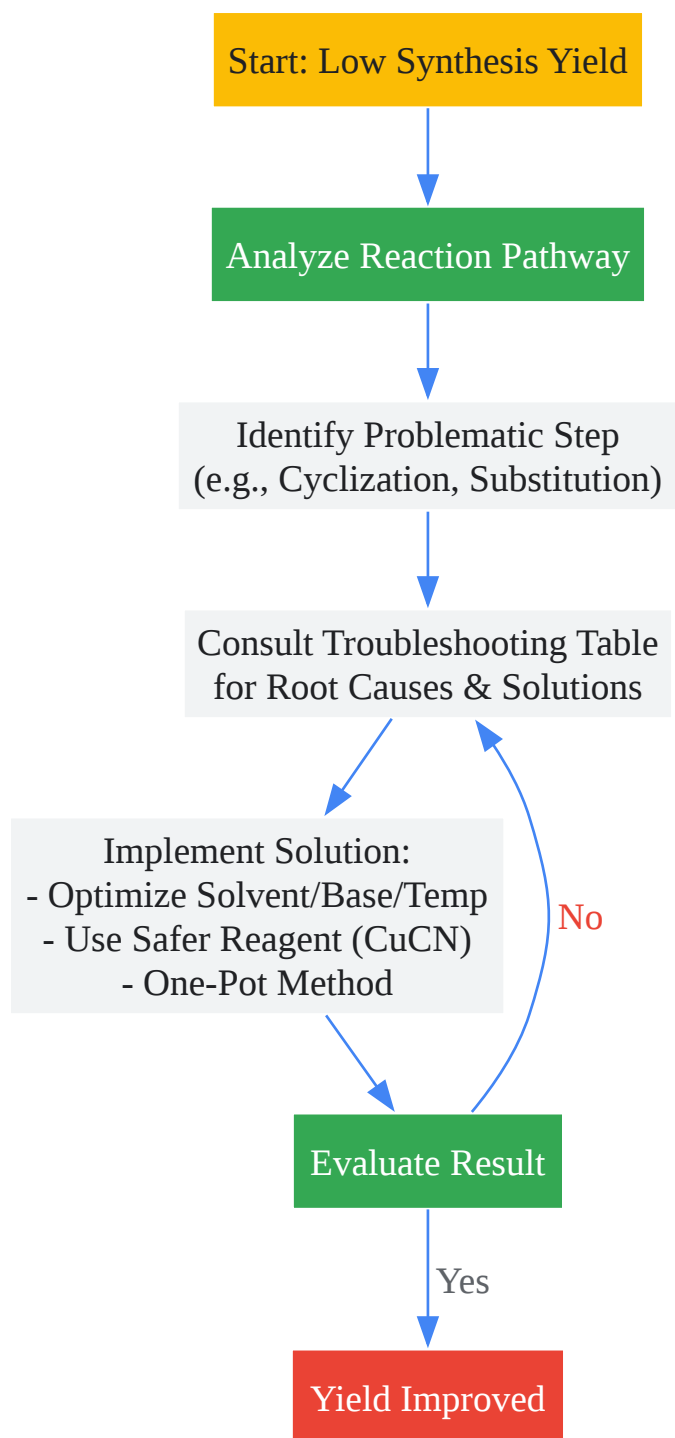 Start: Low Synthesis Yield
Analyze Reaction Pathway
Identify Problematic Step
(e.g., Cyclization, Substitution)
Consult Troubleshooting Table
for Root Causes & Solutions
Implement Solution:
- Optimize Solvent/Base/Temp
- Use Safer Reagent (CuCN)
- One-Pot Method
No
Evaluate Result
Yes
Yield Improved